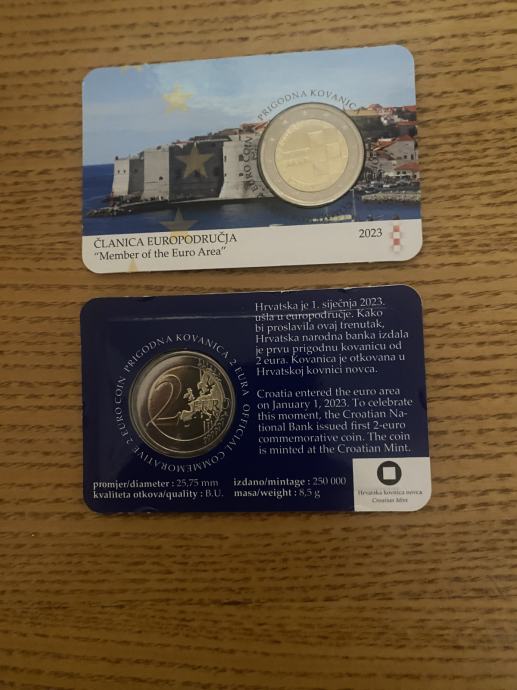 PRIGODNA KOVANICA
EURO COIN
ČLANICA EUROPODRUČJA
"Member of the Euro Area"
2023
COMMEMORATIVE 2 EURO COIN PRIGODNA KOVANICA 2 EURA OFFICIAL
2
Hrvatska je 1. siječnja 2023.
ušla u europodručje. Kako
bi proslavila ovaj trenutak,
Hrvatska narodna banka izdala
je prvu prigodnu kovanicu od
2 eura. Kovanica je otkovana u
Hrvatskoj kovnici novca.
Croatia entered the euro area
on January 1, 2023. To celebrate
this moment, the Croatian Na-
tional Bank issued first 2-euro
commemorative coin. The coin
is minted at the Croatian Mint.
promjer/diameter : 25,75 mm
kvaliteta otkova/quality : B.U.
izdano/mintage : 250 000
masa/weight : 8,5 g
Hrvatska kovnica novca
Croatian Mint